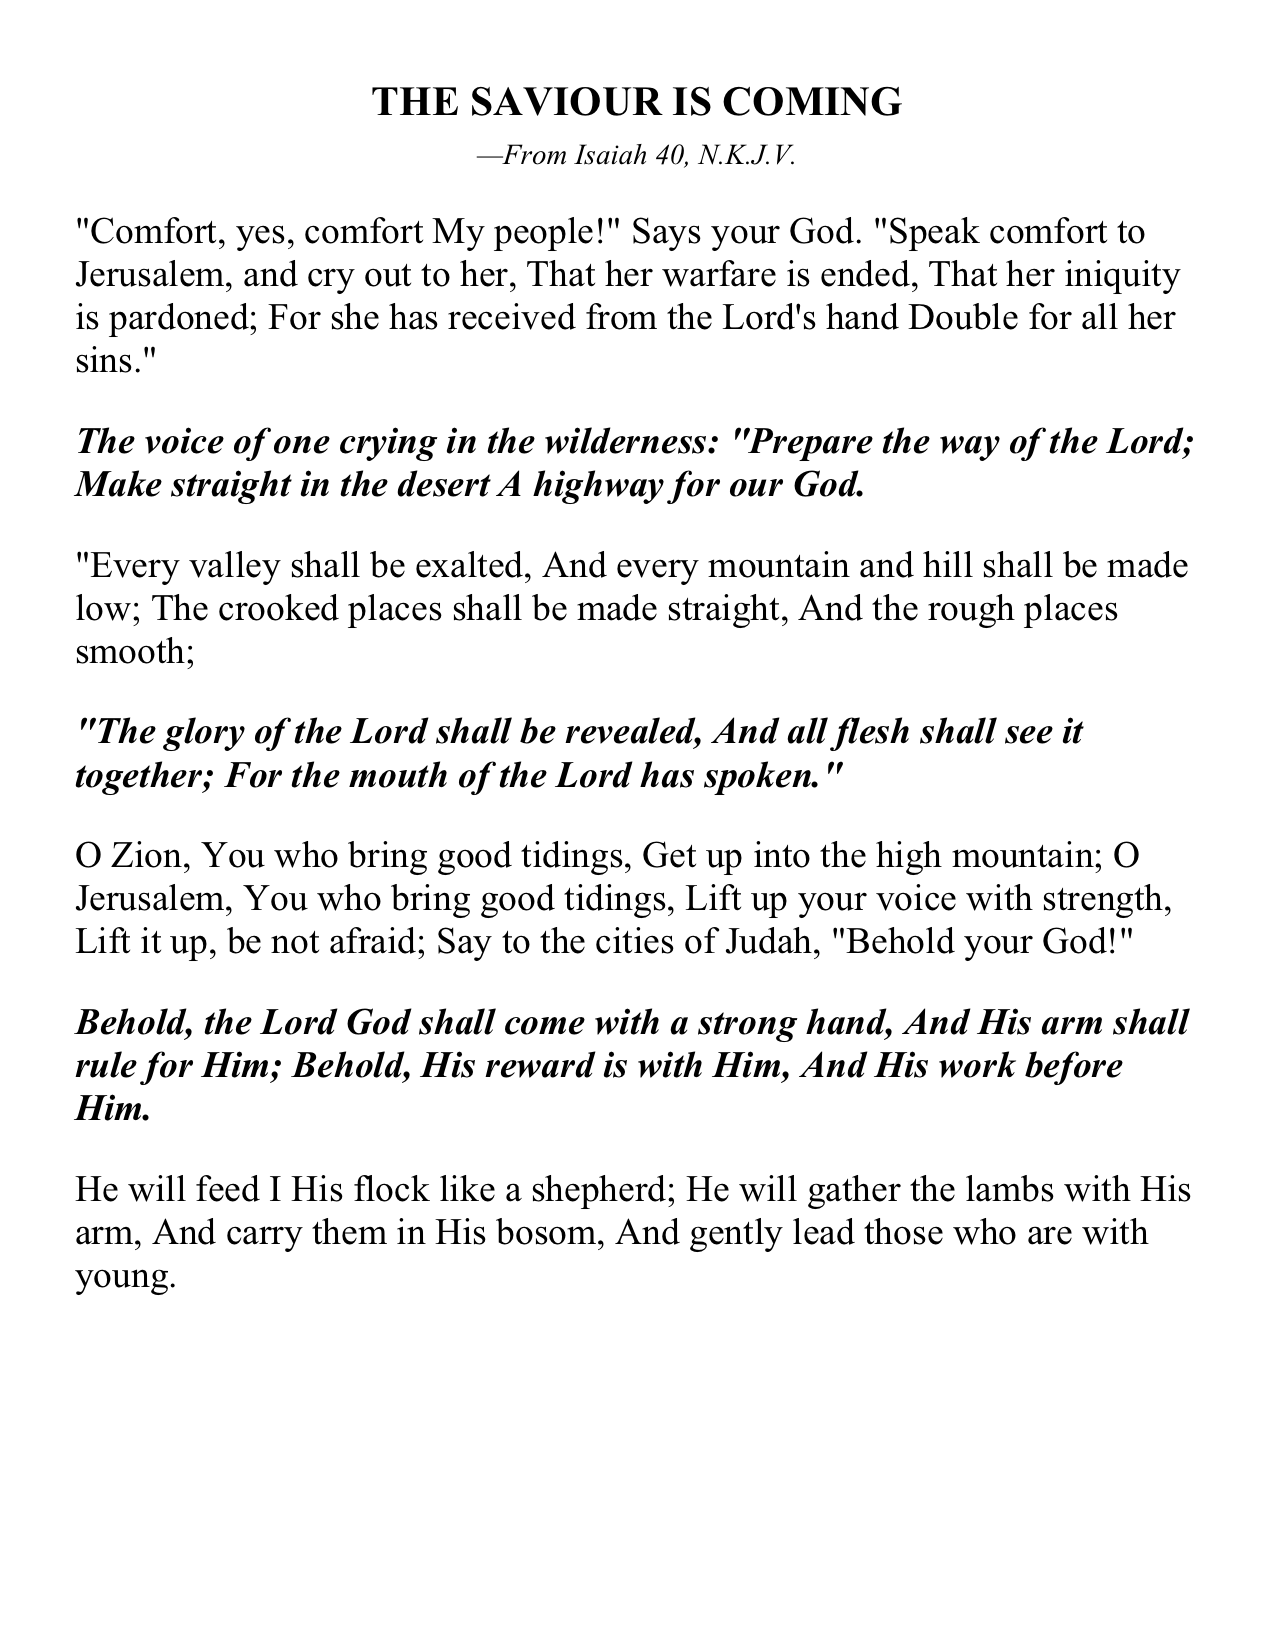 THE SAVIOUR IS COMING
—From Isaiah 40, N.K.J.V.
"Comfort, yes, comfort My people!" Says your God. "Speak comfort to
Jerusalem, and cry out to her, That her warfare is ended, That her iniquity
is pardoned; For she has received from the Lord's hand Double for all her
sins."
The voice of one crying in the wilderness: "Prepare the way of the Lord;
Make straight in the desert A highway for our God.
"Every valley shall be exalted, And every mountain and hill shall be made
low; The crooked places shall be made straight, And the rough places
smooth;
"The glory of the Lord shall be revealed, And all flesh shall see it
together; For the mouth of the Lord has spoken."
O Zion, You who bring good tidings, Get up into the high mountain; O
Jerusalem, You who bring good tidings, Lift up your voice with strength,
Lift it up, be not afraid; Say to the cities of Judah, "Behold your God!"
Behold, the Lord God shall come with a strong hand, And His arm shall
rule for Him; Behold, His reward is with Him, And His work before
Him.
He will feed I His flock like a shepherd; He will gather the lambs with His
arm, And carry them in His bosom, And gently lead those who are with
young.